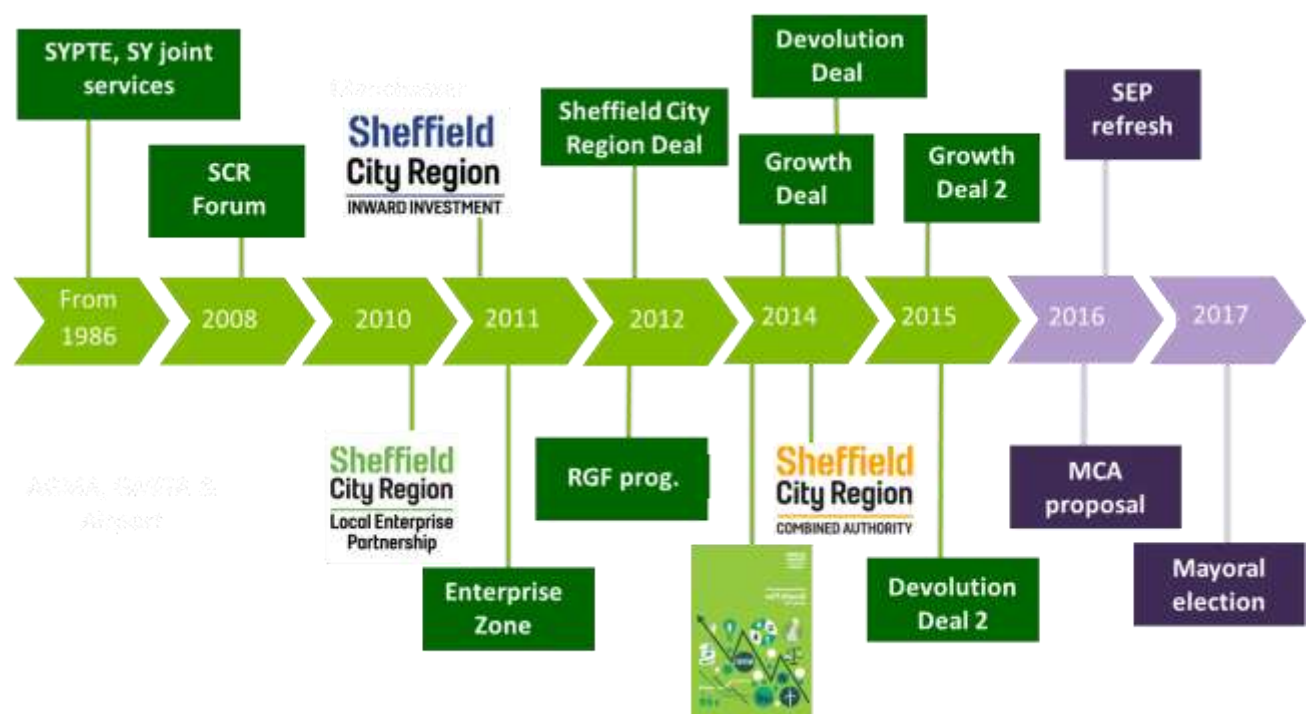 SYPTE, SY joint
services
SCR
Forum
Manchester
Sheffield
City Region
INWARD INVESTMENT
Sheffield City
Region Deal
Devolution
Deal
Growth
Deal
Growth
Deal 2
SEP
refresh
From
1986
2008
2010
2011
2012
2014
2015
2016
2017
Sheffield
City Region
Local Enterprise
Partnership
Enterprise
Zone
RGF prog.
Sheffield
City Region
COMBINED AUTHORITY
Devolution
Deal 2
MCA
proposal
Mayoral
election
Airport